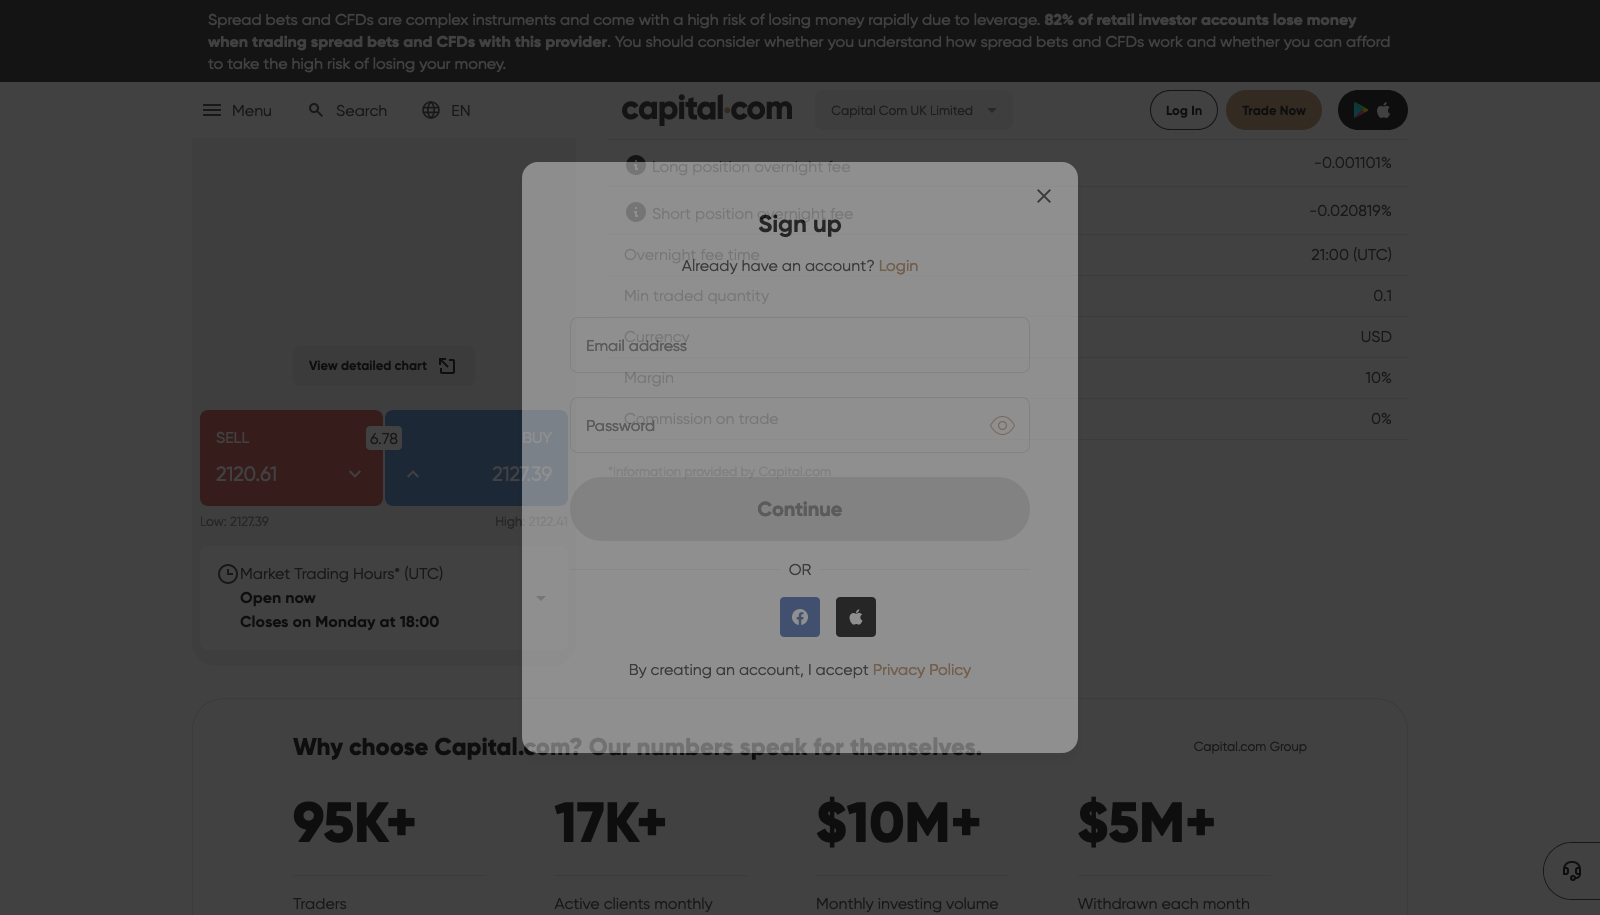 Spread bets and CFDs are complex instruments and come with a high risk of losing money rapidly due to leverage. 82% of retail investor accounts lose money
when trading spread bets and CFDs with this provider. You should consider whether you understand how spread bets and CFDs work and whether you can afford
to take the high risk of losing your money.
Menu
Search
EN
capital.com
Capital Com UK Limited
Log In
Trade Now
Long position overnight fee
-0.001101%
Short position overnight fee
-0.020819%
Overnight fee time
21:00 (UTC)
Min traded quantity
0.1
Currency
USD
Margin
10%
Commission on trade
0%
*Information provided by Capital.com
View detailed chart
SELL
6.78
BUY
2120.61
2127.39
Low: 2127.39
High: 2122.41
Market Trading Hours* (UTC)
Open now
Closes on Monday at 18:00
Sign up
Already have an account? Login
Email address
Password
Continue
OR
By creating an account, I accept Privacy Policy
Why choose Capital.com? Our numbers speak for themselves.
Capital.com Group
95K+
17K+
$10M+
$5M+
Traders
Active clients monthly
Monthly investing volume
Withdrawn each month